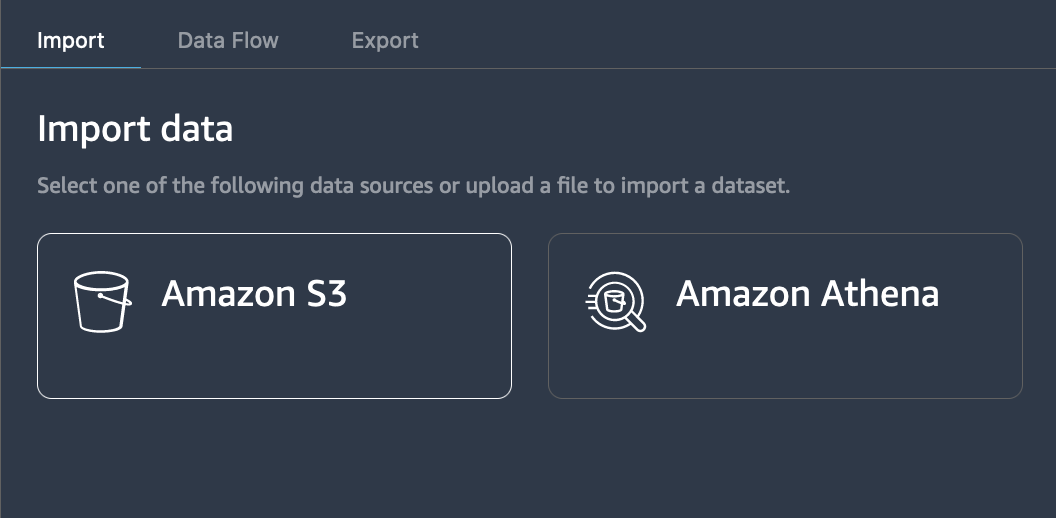 Import Data Flow Export
Import data
Select one of the following data sources or upload a file to import a dataset.
Amazon S3 Amazon Athena